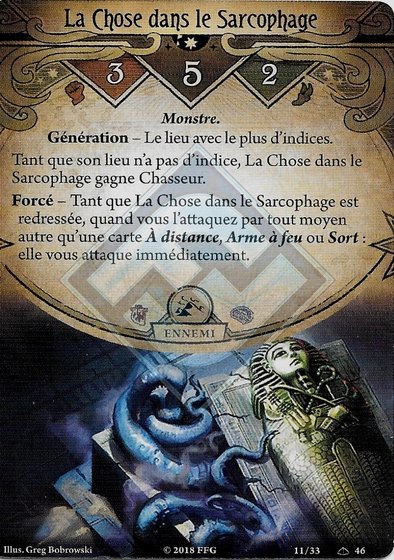 La Chose dans le Sarcophage
3 5 2
Monstre.
Génération – Le lieu avec le plus d'indices.
Tant que son lieu n'a pas d'indice, La Chose dans le
Sarcophage gagne Chasseur.
Forcé – Tant que La Chose dans le Sarcophage est
redressée, quand vous l'attaquez par tout moyen
autre qu'une carte À distance, Arme à feu ou Sort :
elle vous attaque immédiatement.
ENNEMI
Illus. Greg Bobrowski © 2018 FFG 11/33 46